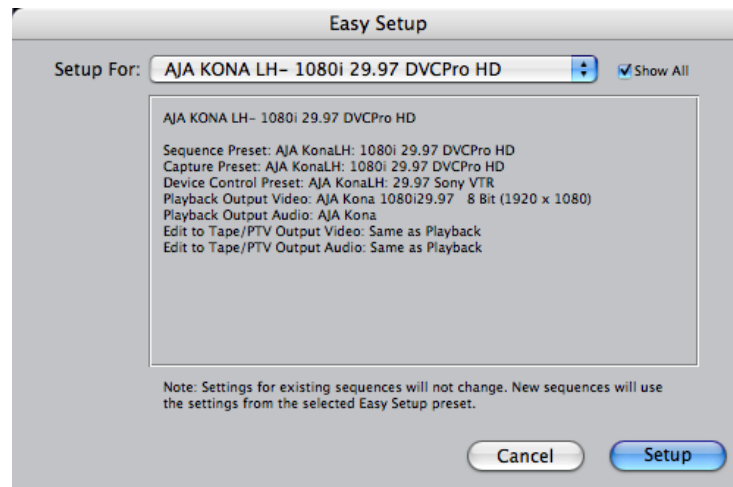 Easy Setup
Setup For: AJA KONA LH– 1080i 29.97 DVCPro HD Show All
AJA KONA LH– 1080i 29.97 DVCPro HD
Sequence Preset: AJA KonaLH: 1080i 29.97 DVCPro HD
Capture Preset: AJA KonaLH: 1080i 29.97 DVCPro HD
Device Control Preset: AJA KonaLH: 29.97 Sony VTR
Playback Output Video: AJA Kona 1080i29.97 8 Bit (1920 x 1080)
Playback Output Audio: AJA Kona
Edit to Tape/PTV Output Video: Same as Playback
Edit to Tape/PTV Output Audio: Same as Playback
Note: Settings for existing sequences will not change. New sequences will use
the settings from the selected Easy Setup preset.
Cancel Setup